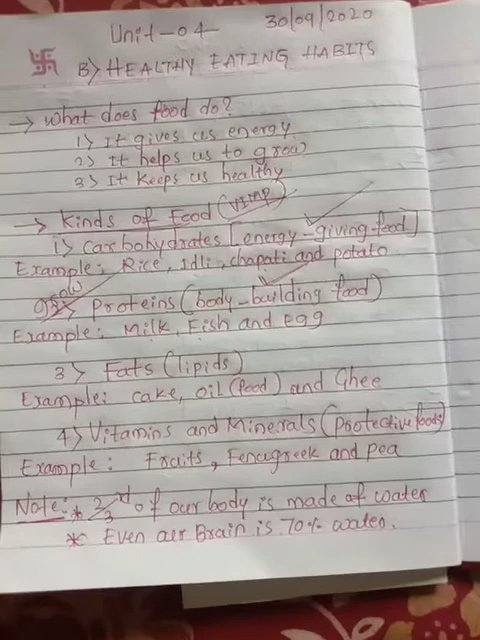 Unit-04 30/09/2020
卐 B> HEALTHY EATING HABITS
→ What does food do?
1> It gives us energy
2> It helps us to grow
3> It keeps us healthy
→ Kinds of Food (VIMP)
1> Carbohydrates [energy-giving food]
Example: Rice, Idli, chapati and potato
grow
2> Proteins (body-building food)
Example: Milk, Fish and egg
3> Fats (lipids)
Example: cake, oil (food) and Ghee
4> Vitamins and Minerals (Protective foods)
Example: Fruits, Fenugreek and pea
Note: * 2/3rd of our body is made of water
* Even our Brain is 70% water.